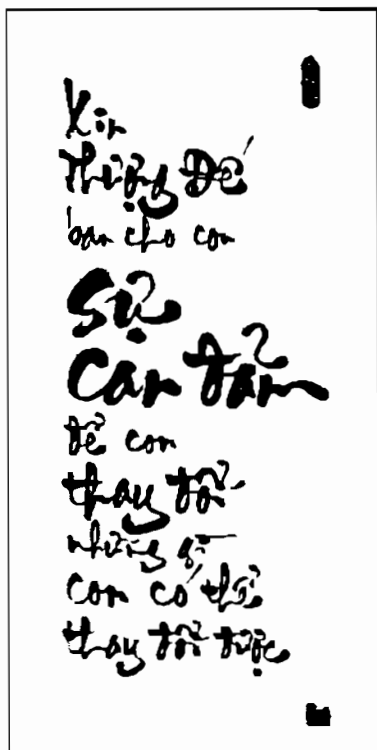 Xin
Thượng Đế
ban cho con
sự
can đảm
để con
thay đổi
những gì
con có thể
thay đổi được